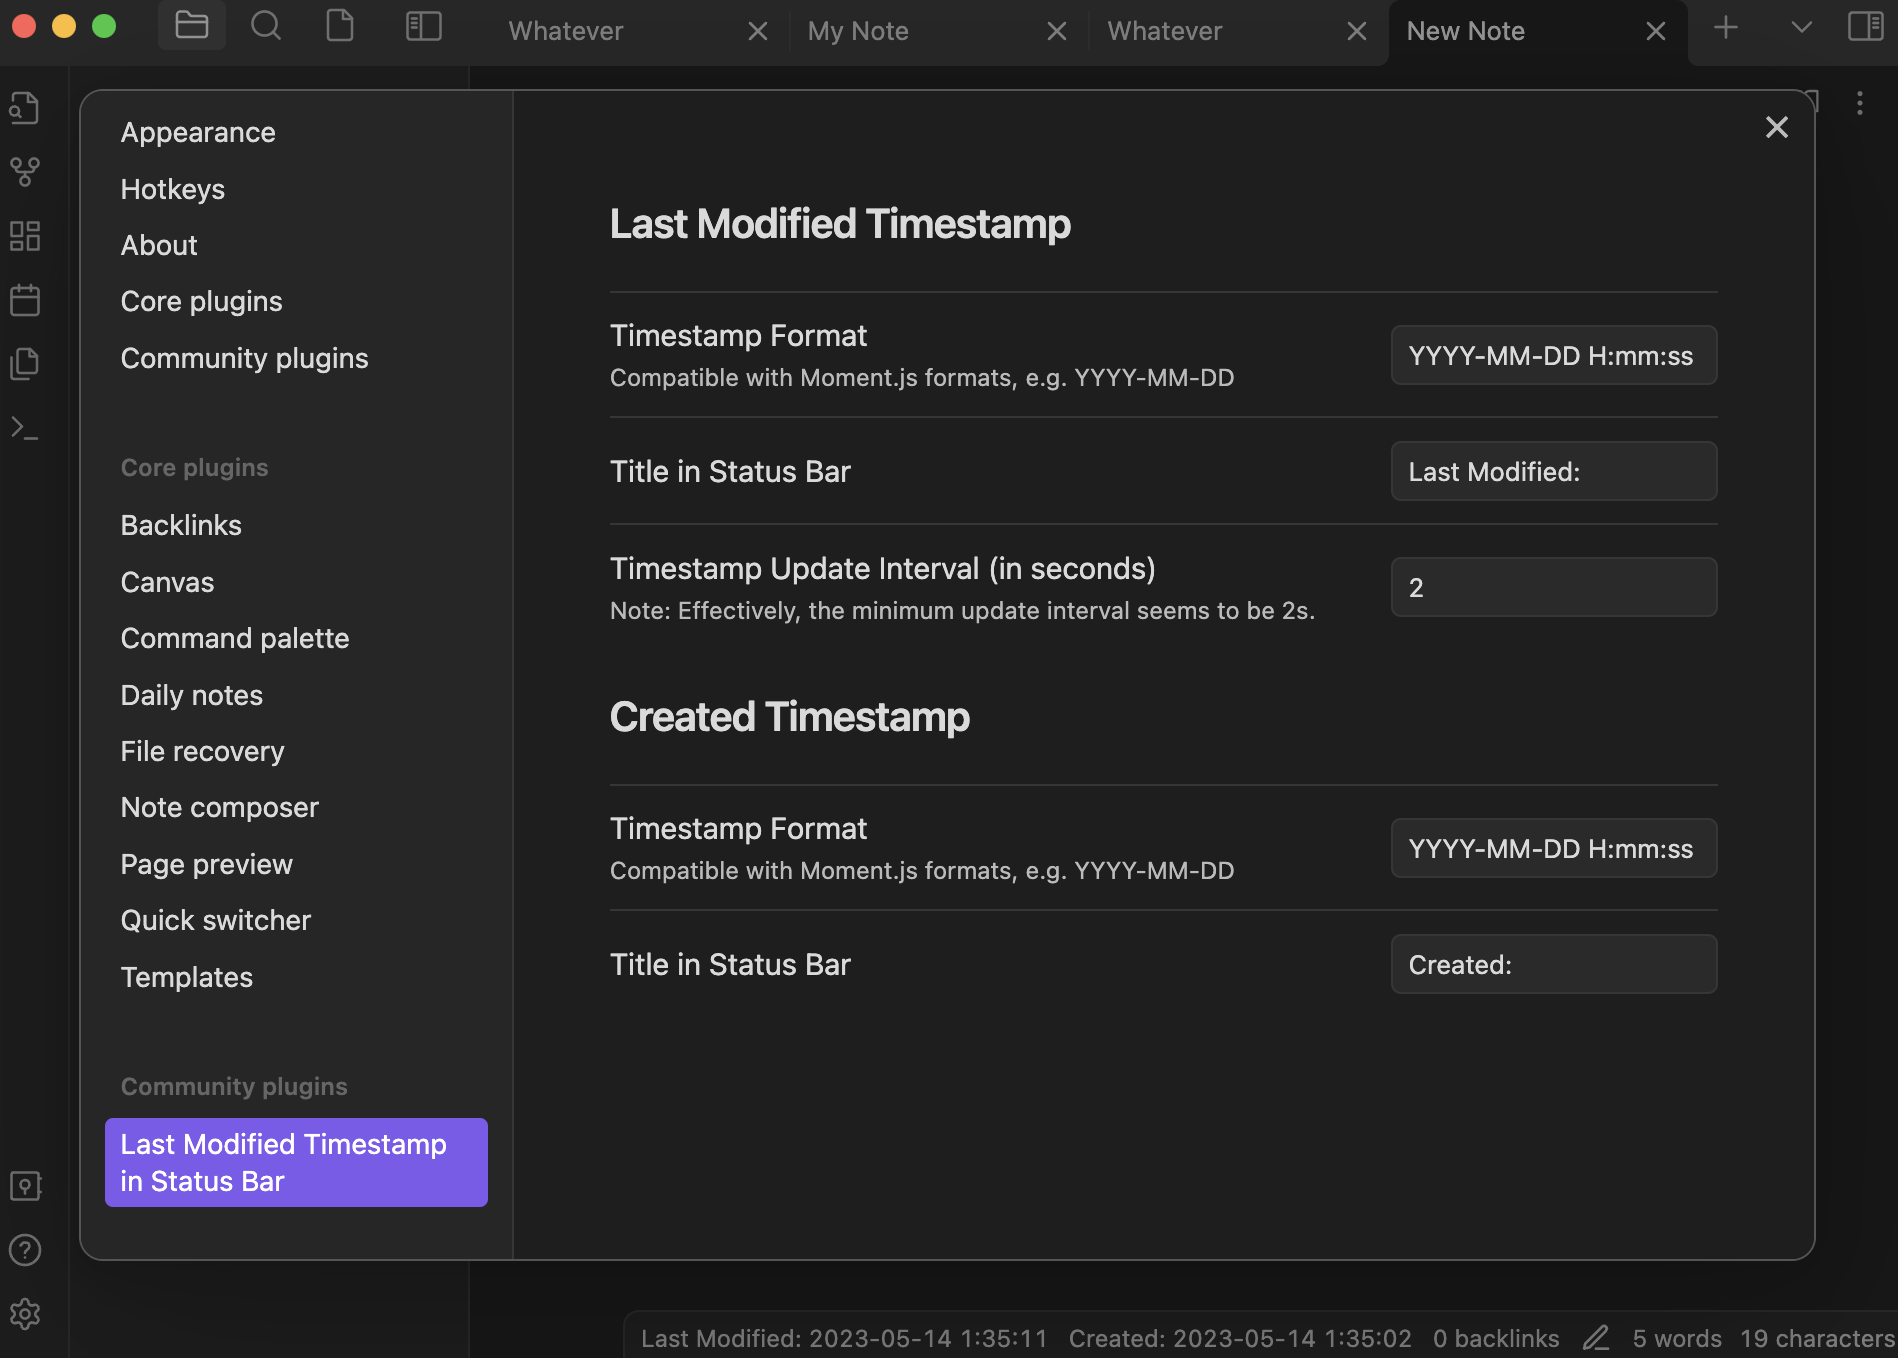 Whatever
My Note
Whatever
New Note
Appearance
Hotkeys
About
Core plugins
Community plugins
Core plugins
Backlinks
Canvas
Command palette
Daily notes
File recovery
Note composer
Page preview
Quick switcher
Templates
Community plugins
Last Modified Timestamp
in Status Bar
Last Modified Timestamp
Timestamp Format
Compatible with Moment.js formats, e.g. YYYY-MM-DD
YYYY-MM-DD H:mm:ss
Title in Status Bar
Last Modified:
Timestamp Update Interval (in seconds)
Note: Effectively, the minimum update interval seems to be 2s.
2
Created Timestamp
Timestamp Format
Compatible with Moment.js formats, e.g. YYYY-MM-DD
YYYY-MM-DD H:mm:ss
Title in Status Bar
Created:
Last Modified: 2023-05-14 1:35:11 Created: 2023-05-14 1:35:02 0 backlinks 5 words 19 characters